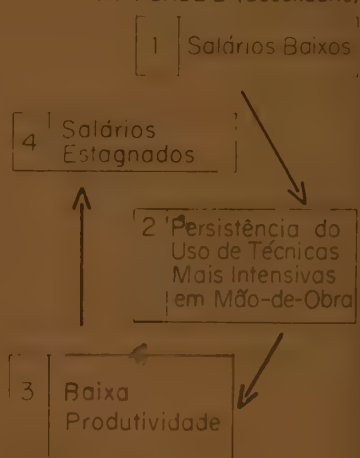 1 Salários Baixos
4 Salários
Estagnados
2 Persistência do
Uso de Técnicas
Mais Intensivas
em Mão-de-Obra
3 Baixa
Produtividade